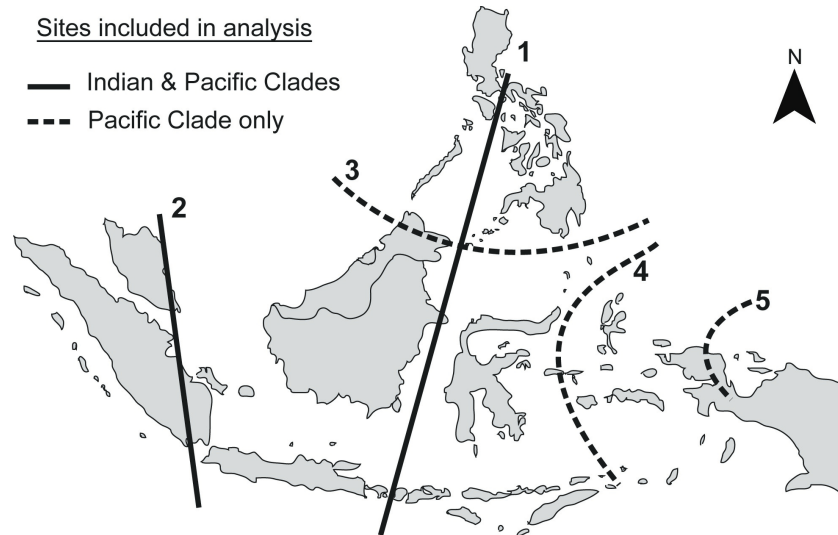 Sites included in analysis
Indian & Pacific Clades
Pacific Clade only
N
1
2
3
4
5